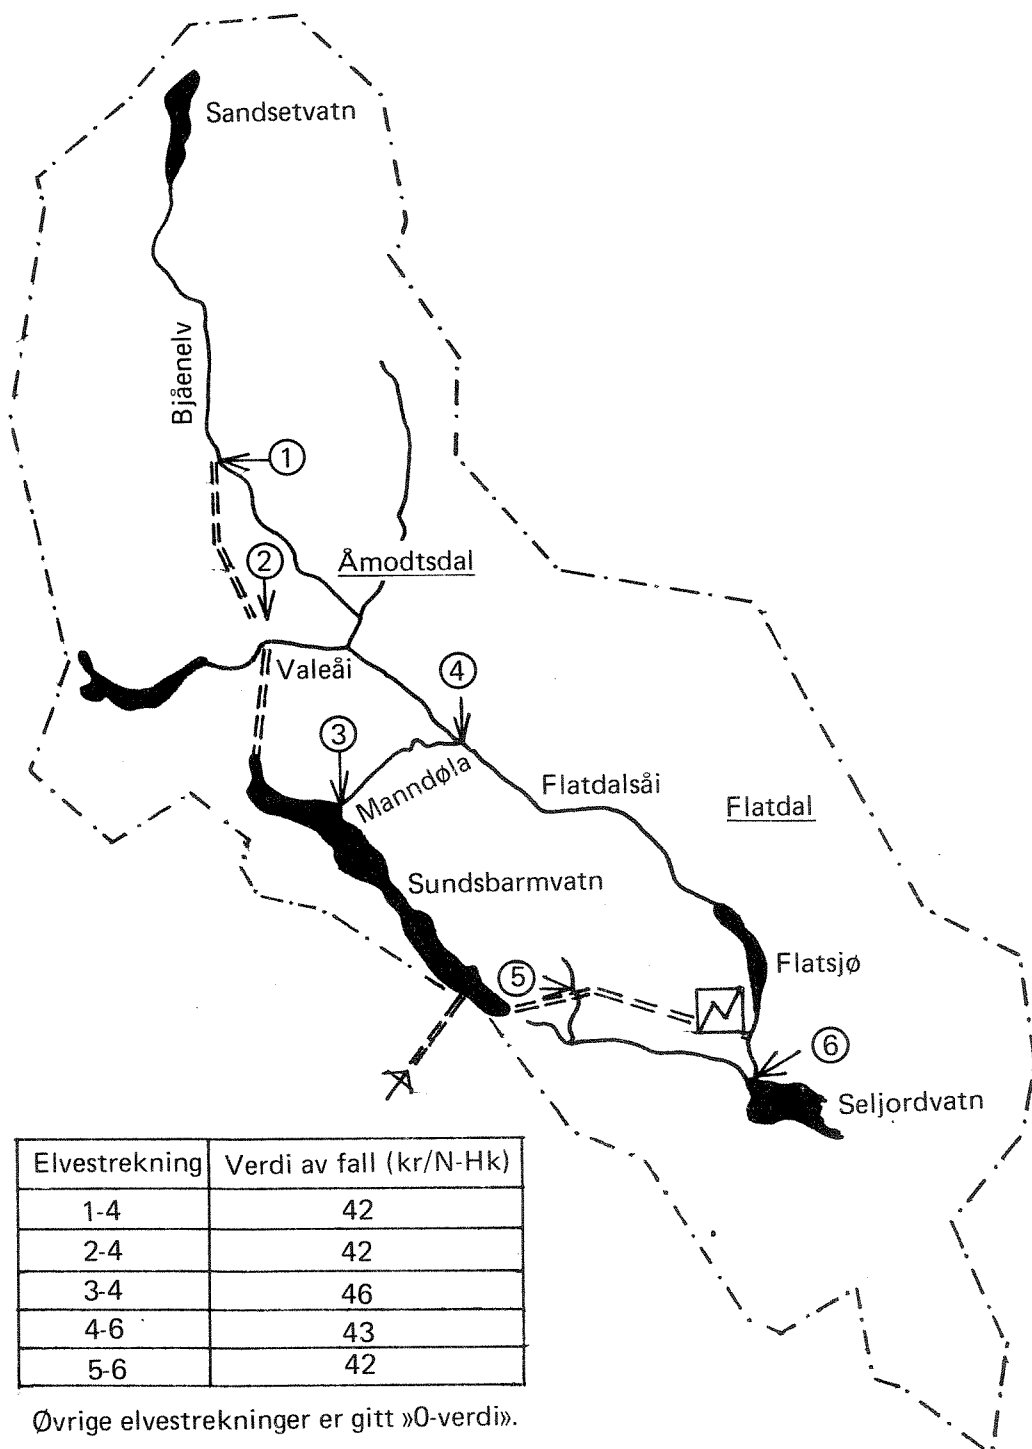 Sandsetvatn
Bjåenelv
1
2
Åmodtsdal
Valeåi
4
3
Manndøla
Flatdalsåi
Flatdal
Sundsbarmvatn
5
Flatsjø
6
Seljordvatn
Elvestrekning Verdi av fall (kr/N-Hk)
1-4 42
2-4 42
3-4 46
4-6 43
5-6 42
Øvrige elvestrekninger er gitt »0-verdi».